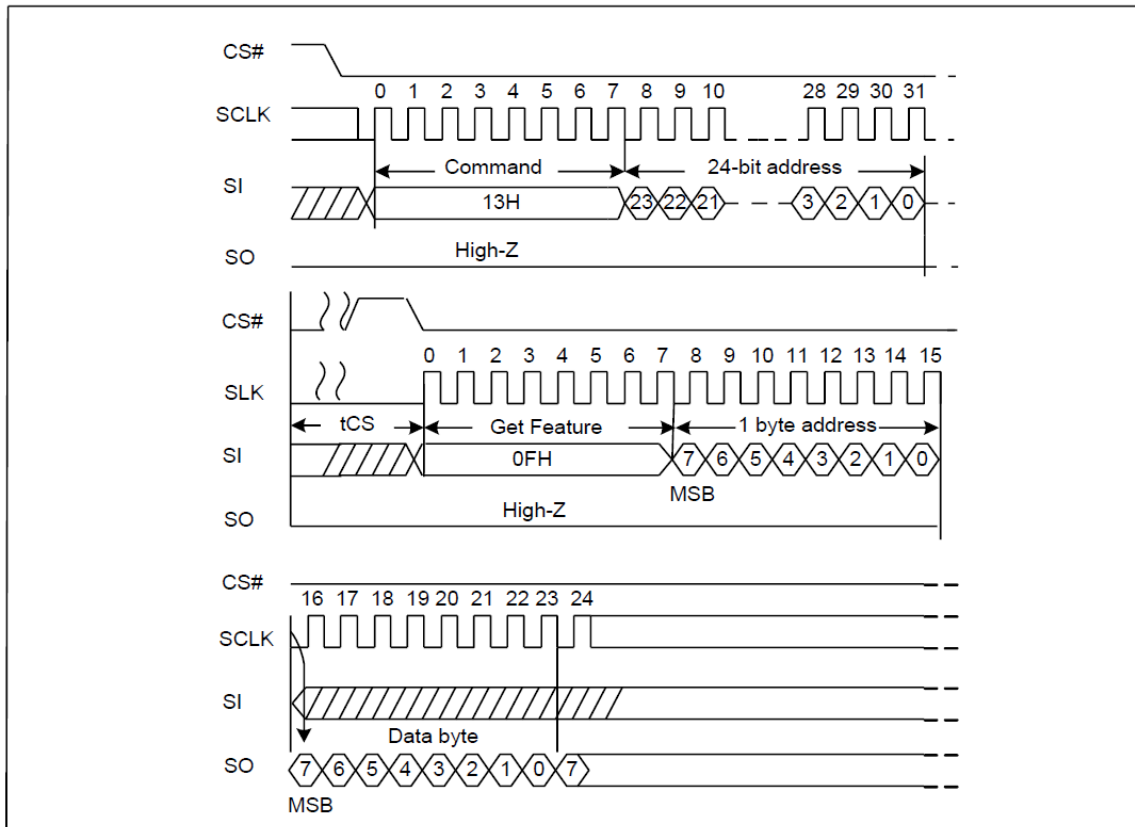 CS#
0 1 2 3 4 5 6 7 8 9 10 28 29 30 31
SCLK
Command 24-bit address
SI
13H 23 22 21 3 2 1 0
SO High-Z
CS#
0 1 2 3 4 5 6 7 8 9 10 11 12 13 14 15
SLK
tCS Get Feature 1 byte address
SI 0FH 7 6 5 4 3 2 1 0
MSB
SO High-Z
CS#
16 17 18 19 20 21 22 23 24
SCLK
SI
Data byte
SO 7 6 5 4 3 2 1 0 7
MSB